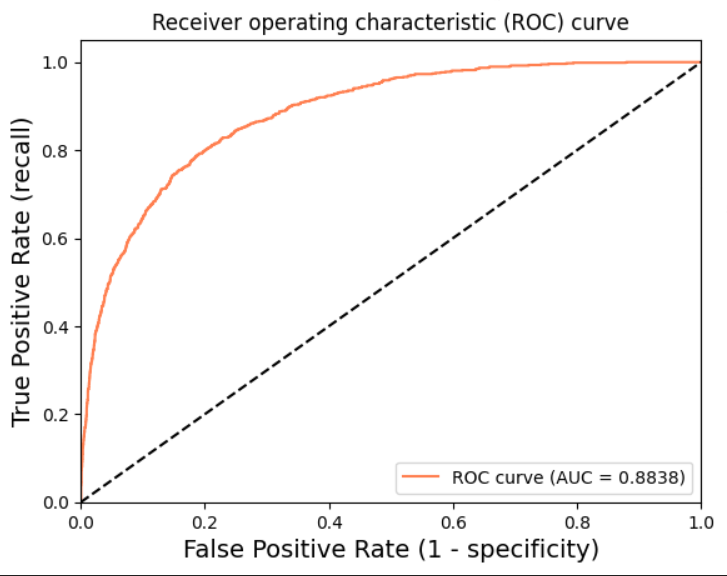 Receiver operating characteristic (ROC) curve
True Positive Rate (recall)
1.0
0.8
0.6
0.4
0.2
0.0
ROC curve (AUC = 0.8838)
0.0 0.2 0.4 0.6 0.8 1.0
False Positive Rate (1 - specificity)